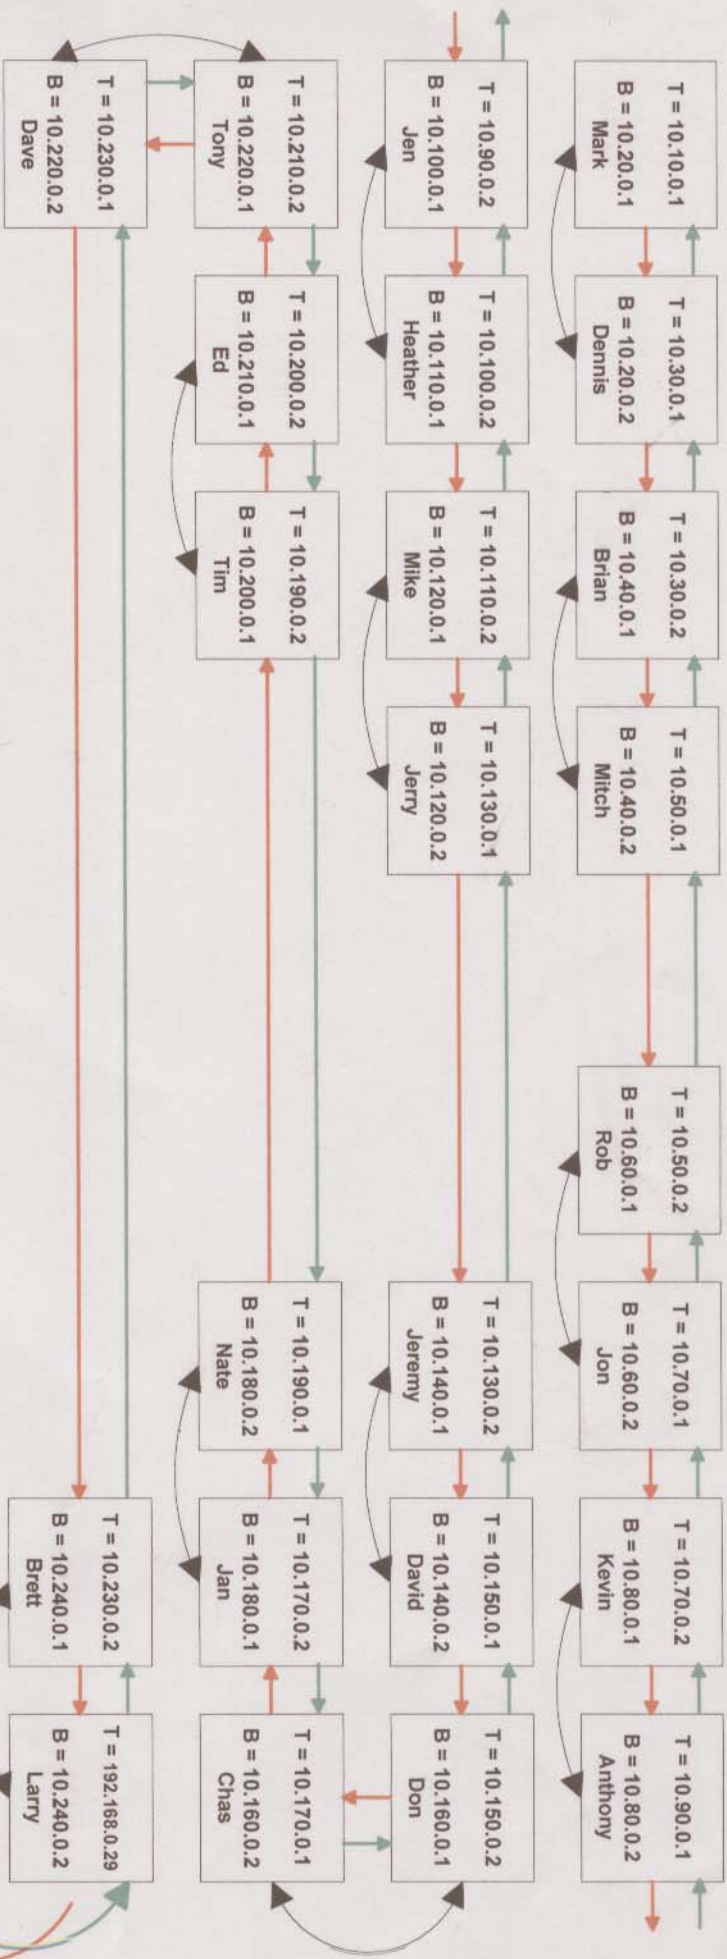 T = 10.10.0.1
B = 10.20.0.1
Mark
T = 10.30.0.1
B = 10.20.0.2
Dennis
T = 10.30.0.2
B = 10.40.0.1
Brian
T = 10.50.0.1
B = 10.40.0.2
Mitch
T = 10.50.0.2
B = 10.60.0.1
Rob
T = 10.70.0.1
B = 10.60.0.2
Jon
T = 10.70.0.2
B = 10.80.0.1
Kevin
T = 10.90.0.1
B = 10.80.0.2
Anthony
T = 10.90.0.2
B = 10.100.0.1
Jen
T = 10.100.0.2
B = 10.110.0.1
Heather
T = 10.110.0.2
B = 10.120.0.1
Mike
T = 10.130.0.1
B = 10.120.0.2
Jerry
T = 10.130.0.2
B = 10.140.0.1
Jeremy
T = 10.150.0.1
B = 10.140.0.2
David
T = 10.150.0.2
B = 10.160.0.1
Don
T = 10.210.0.2
B = 10.220.0.1
Tony
T = 10.200.0.2
B = 10.210.0.1
Ed
T = 10.190.0.2
B = 10.200.0.1
Tim
T = 10.190.0.1
B = 10.180.0.2
Nate
T = 10.170.0.2
B = 10.180.0.1
Jan
T = 10.170.0.1
B = 10.160.0.2
Chas
T = 10.230.0.1
B = 10.220.0.2
Dave
T = 10.230.0.2
B = 10.240.0.1
Brett
T = 192.168.0.29
B = 10.240.0.2
Larry